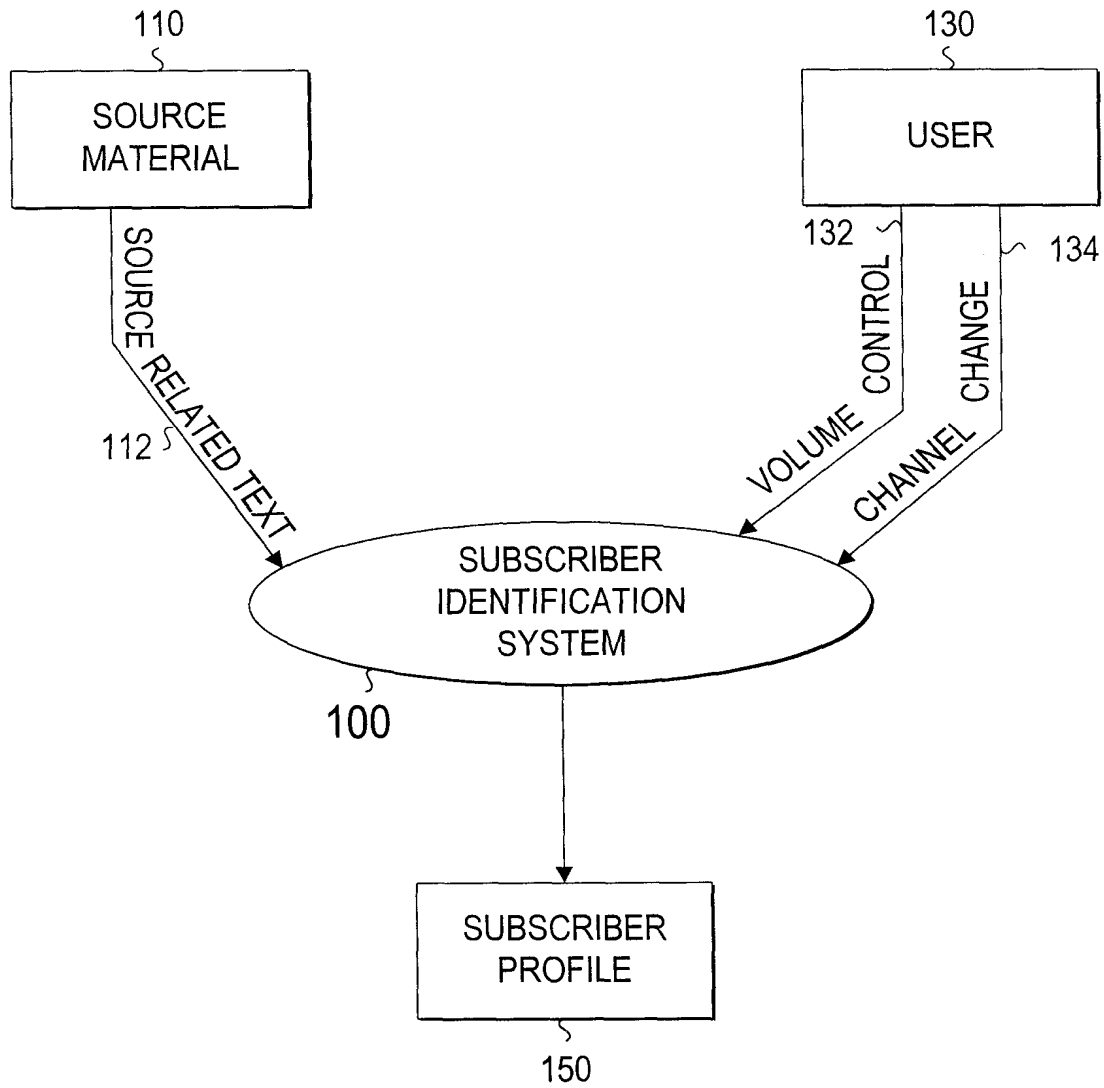 110
SOURCE
MATERIAL
130
USER
SOURCE RELATED TEXT
112
132
VOLUME CONTROL
134
CHANNEL CHANGE
SUBSCRIBER
IDENTIFICATION
SYSTEM
100
SUBSCRIBER
PROFILE
150